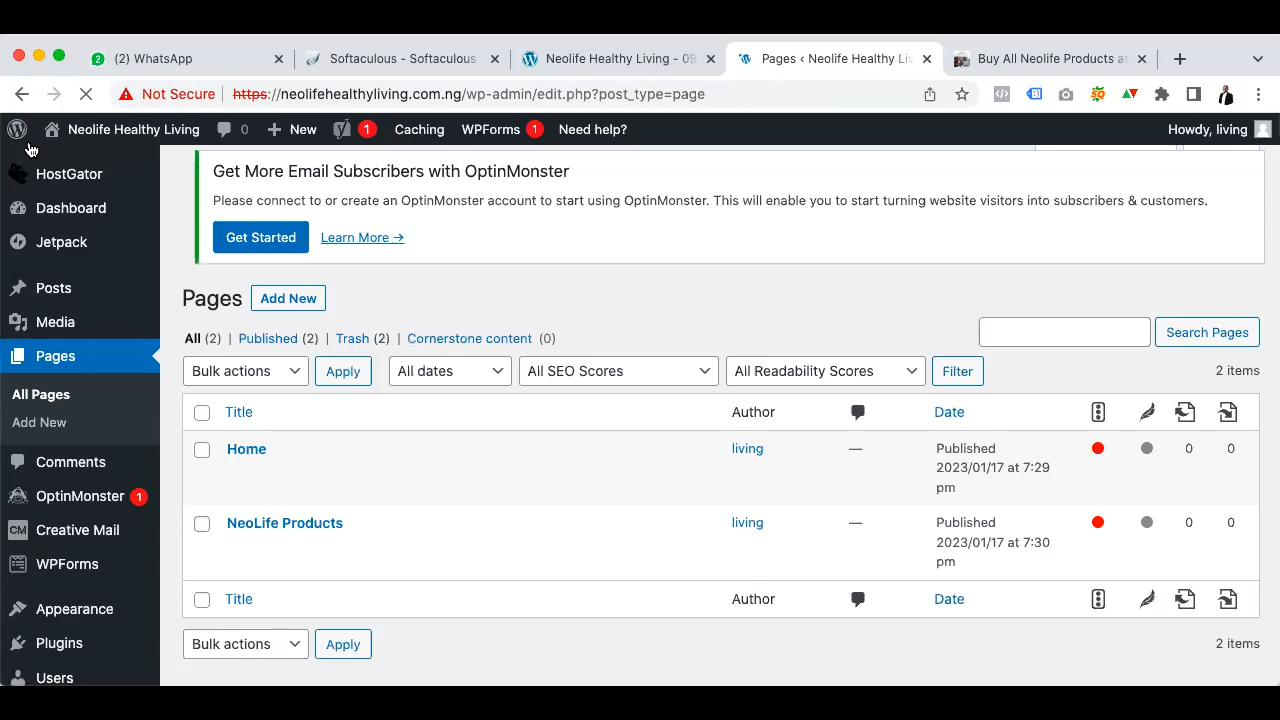 2
(2) WhatsApp
Softaculous - Softaculous
Neolife Healthy Living - 09
Pages ‹ Neolife Healthy Livi
Buy All Neolife Products at
Not Secure
https://neolifehealthyliving.com.ng/wp-admin/edit.php?post_type=page
Neolife Healthy Living
0
New
1
Caching
WPForms
1
Need help?
Howdy, living
HostGator
Dashboard
Jetpack
Posts
Media
Pages
All Pages
Add New
Comments
OptinMonster 1
CM Creative Mail
WPForms
Appearance
Plugins
Users
Get More Email Subscribers with OptinMonster
Please connect to or create an OptinMonster account to start using OptinMonster. This will enable you to start turning website visitors into subscribers & customers.
Get Started
Learn More →
Pages
Add New
All (2) | Published (2) | Trash (2) | Cornerstone content (0)
Search Pages
Bulk actions
Apply
All dates
All SEO Scores
All Readability Scores
Filter
2 items
Title
Author
Date
Home
living
—
Published
2023/01/17 at 7:29
pm
0
0
NeoLife Products
living
—
Published
2023/01/17 at 7:30
pm
0
0
Title
Author
Date
Bulk actions
Apply
2 items